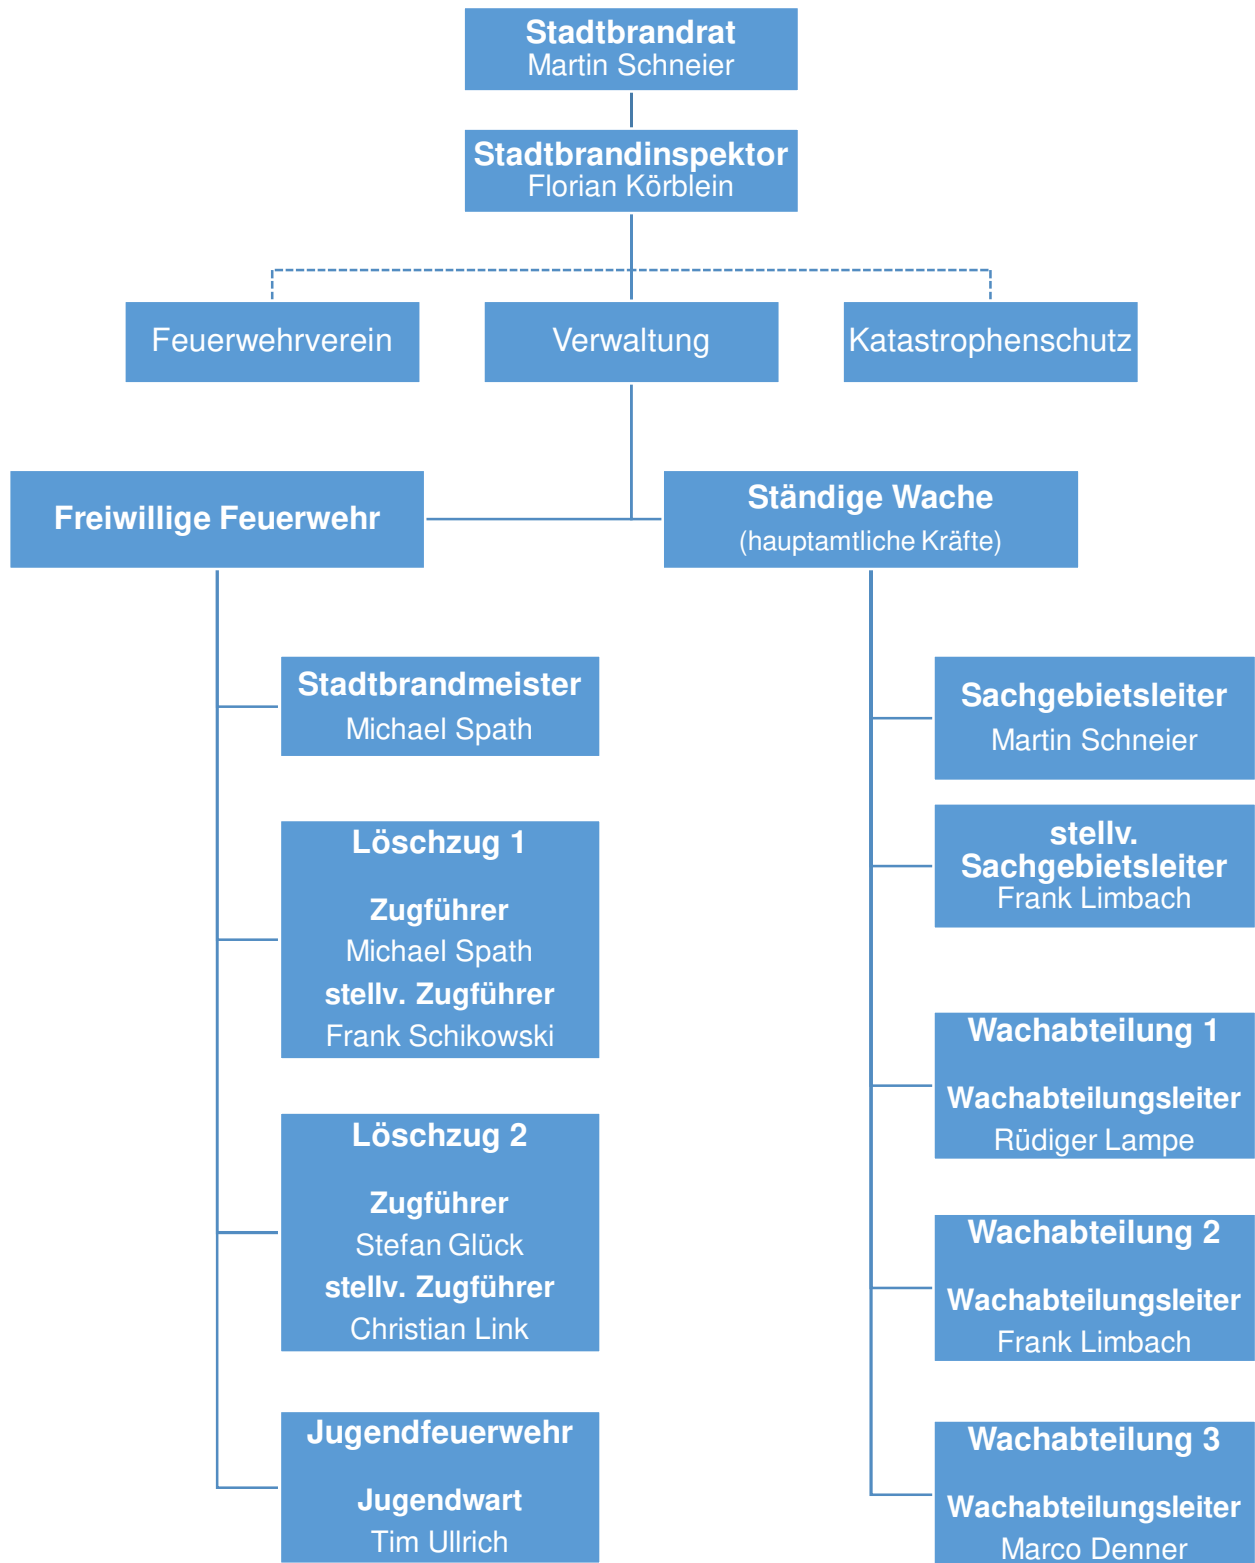 Stadtbrandrat
Martin Schneier
Stadtbrandinspektor
Florian Körblein
Feuerwehrverein
Verwaltung
Katastrophenschutz
Freiwillige Feuerwehr
Ständige Wache
(hauptamtliche Kräfte)
Stadtbrandmeister
Michael Spath
Löschzug 1
Zugführer
Michael Spath
stellv. Zugführer
Frank Schikowski
Löschzug 2
Zugführer
Stefan Glück
stellv. Zugführer
Christian Link
Jugendfeuerwehr
Jugendwart
Tim Ullrich
Sachgebietsleiter
Martin Schneier
stellv.
Sachgebietsleiter
Frank Limbach
Wachabteilung 1
Wachabteilungsleiter
Rüdiger Lampe
Wachabteilung 2
Wachabteilungsleiter
Frank Limbach
Wachabteilung 3
Wachabteilungsleiter
Marco Denner